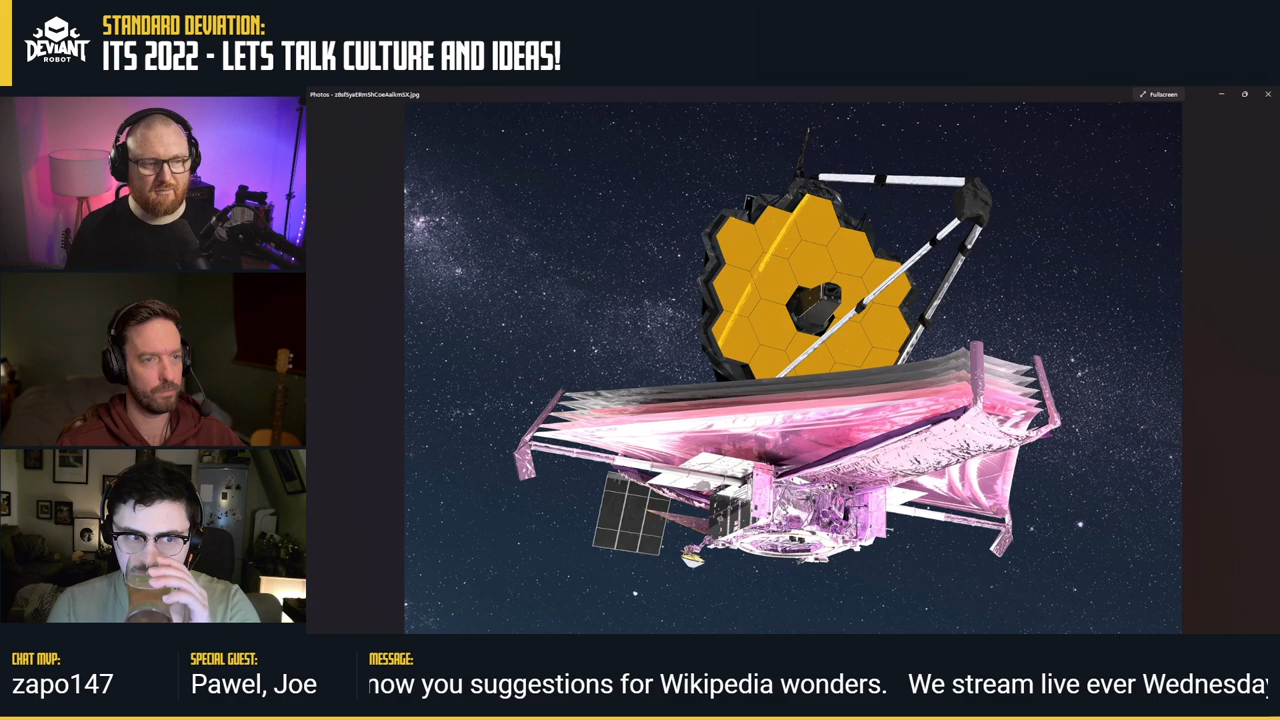 STANDARD DEVIATION:
DEVIANT
ROBOT
ITS 2022 - LETS TALK CULTURE AND IDEAS!
Fullscreen
CHAT MVP:
zapo147
SPECIAL GUEST:
Pawel, Joe
MESSAGE:
now you suggestions for Wikipedia wonders. We stream live ever Wednesday